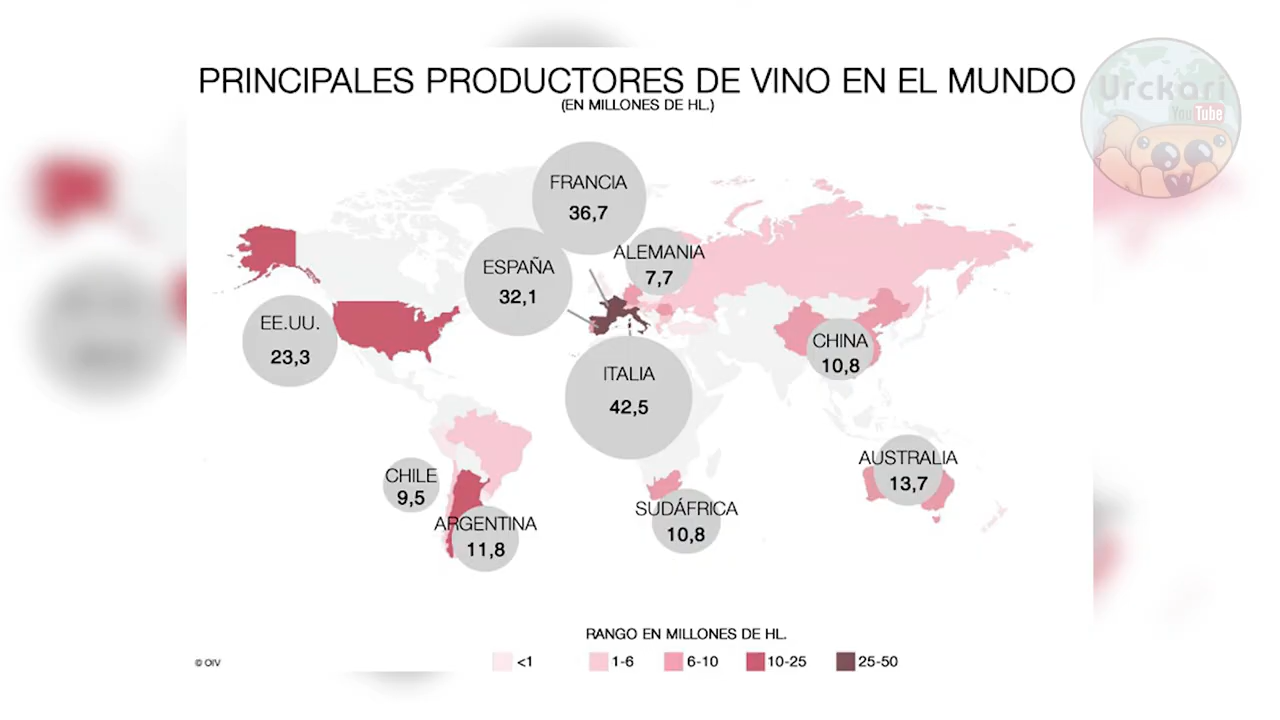 PRINCIPALES PRODUCTORES DE VINO EN EL MUNDO
(EN MILLONES DE HL.)
Urckari
YouTube
FRANCIA
36,7
ALEMANIA
7,7
ESPAÑA
32,1
EE.UU.
23,3
ITALIA
42,5
CHINA
10,8
CHILE
9,5
ARGENTINA
11,8
SUDÁFRICA
10,8
AUSTRALIA
13,7
RANGO EN MILLONES DE HL.
<1
1-6
6-10
10-25
25-50
© OIV